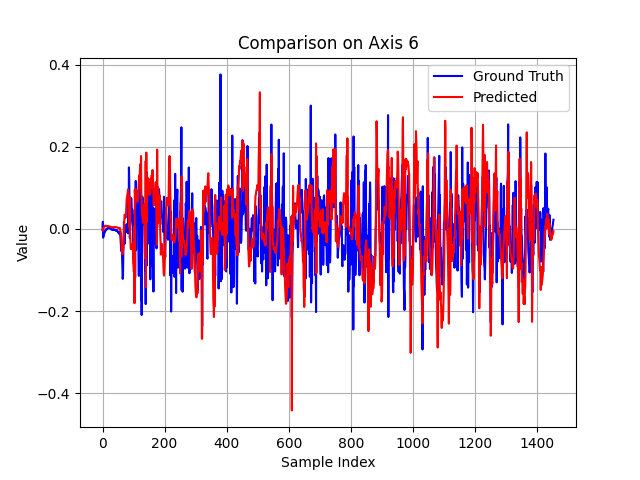 Comparison on Axis 6
Ground Truth
Predicted
0.4
0.2
0.0
−0.2
−0.4
Value
0 200 400 600 800 1000 1200 1400
Sample Index